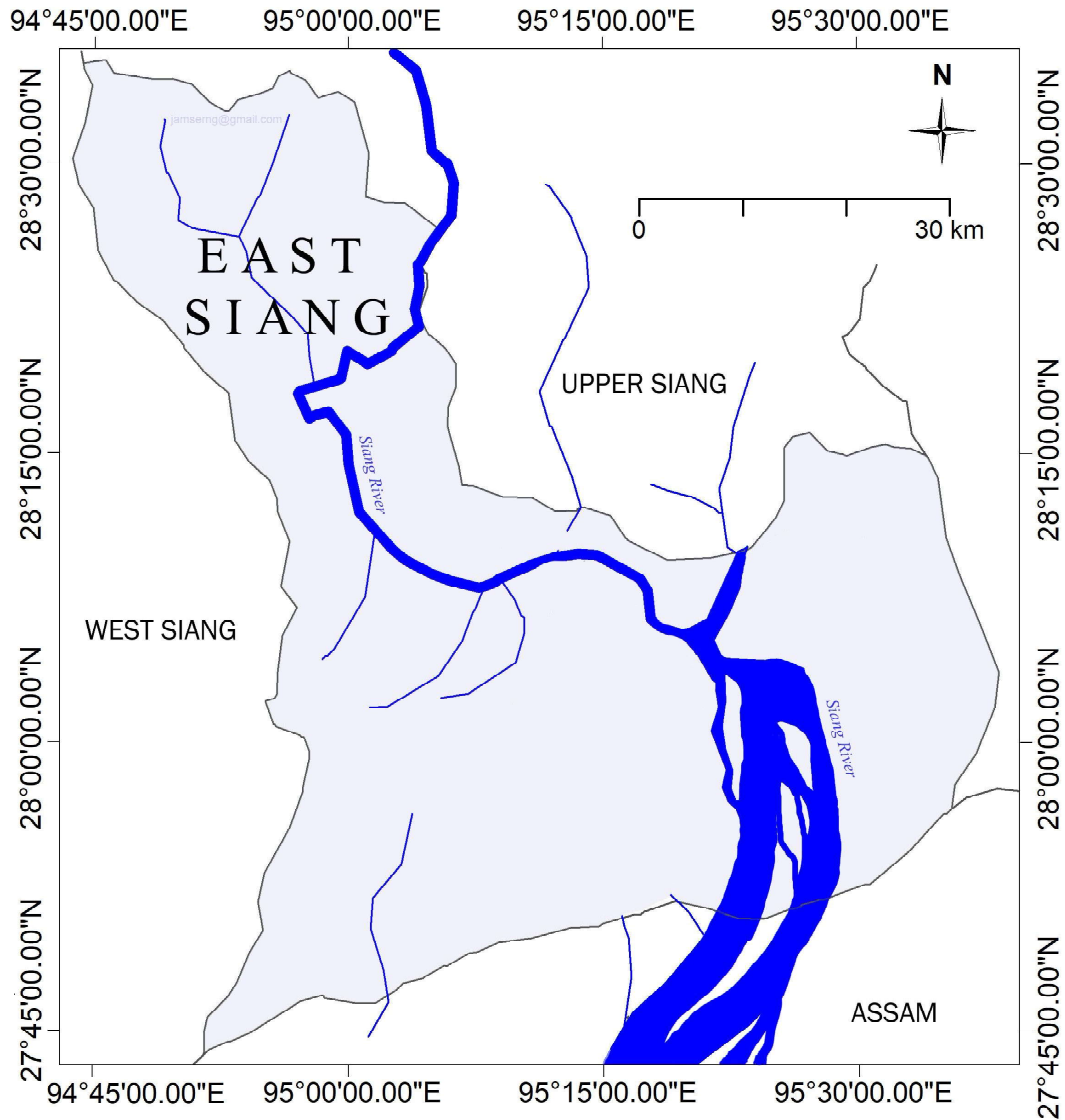 94°45'00.00"E
95°00'00.00"E
95°15'00.00"E
95°30'00.00"E
N
jamserng@gmail.com
28°30'00.00"N
28°30'00.00"N
0
30 km
EAST
SIANG
UPPER SIANG
28°15'00.00"N
28°15'00.00"N
Siang River
WEST SIANG
28°00'00.00"N
28°00'00.00"N
Siang River
27°45'00.00"N
27°45'00.00"N
ASSAM
94°45'00.00"E
95°00'00.00"E
95°15'00.00"E
95°30'00.00"E